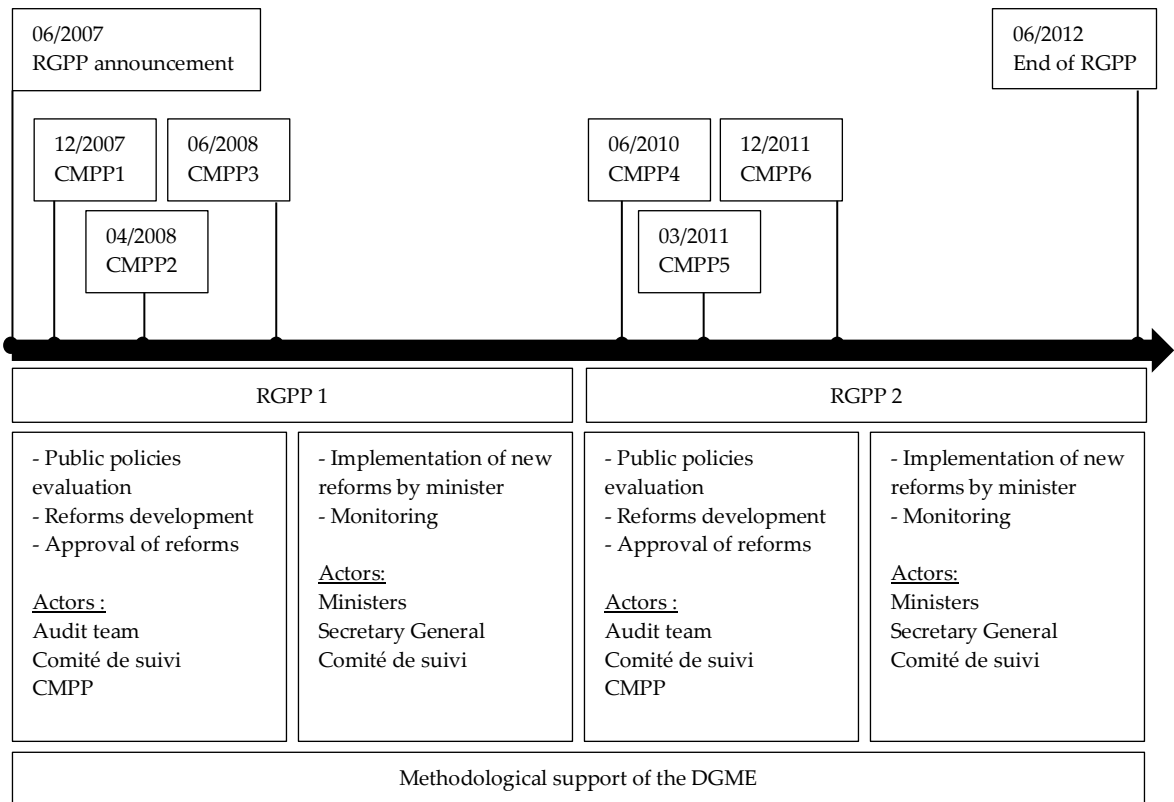 06/2007
RGPP announcement
06/2012
End of RGPP
12/2007
CMPP1
06/2008
CMPP3
06/2010
CMPP4
12/2011
CMPP6
04/2008
CMPP2
03/2011
CMPP5
RGPP 1
RGPP 2
- Public policies
evaluation
- Reforms development
- Approval of reforms
Actors :
Audit team
Comité de suivi
CMPP
- Implementation of new
reforms by minister
- Monitoring
Actors:
Ministers
Secretary General
Comité de suivi
- Public policies
evaluation
- Reforms development
- Approval of reforms
Actors :
Audit team
Comité de suivi
CMPP
- Implementation of new
reforms by minister
- Monitoring
Actors:
Ministers
Secretary General
Comité de suivi
Methodological support of the DGME